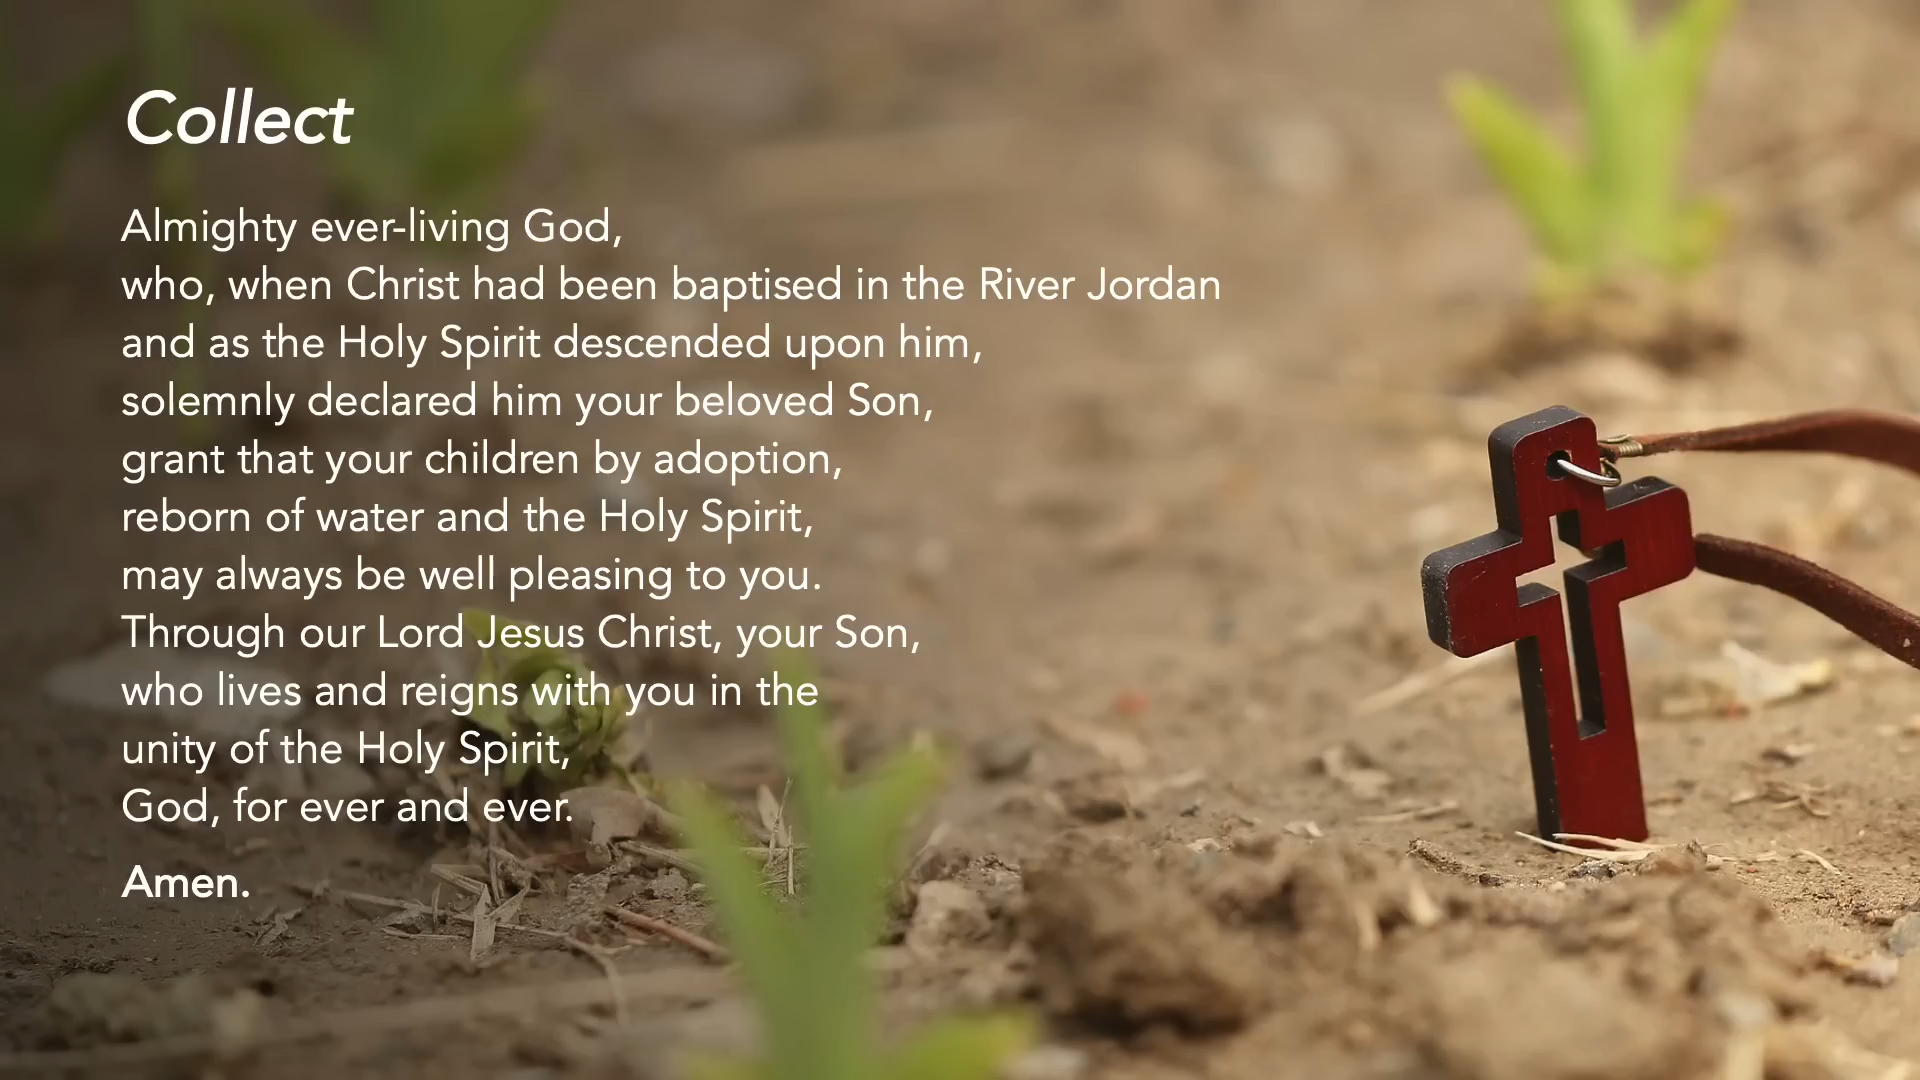 Collect
Almighty ever-living God,
who, when Christ had been baptised in the River Jordan
and as the Holy Spirit descended upon him,
solemnly declared him your beloved Son,
grant that your children by adoption,
reborn of water and the Holy Spirit,
may always be well pleasing to you.
Through our Lord Jesus Christ, your Son,
who lives and reigns with you in the
unity of the Holy Spirit,
God, for ever and ever.
Amen.